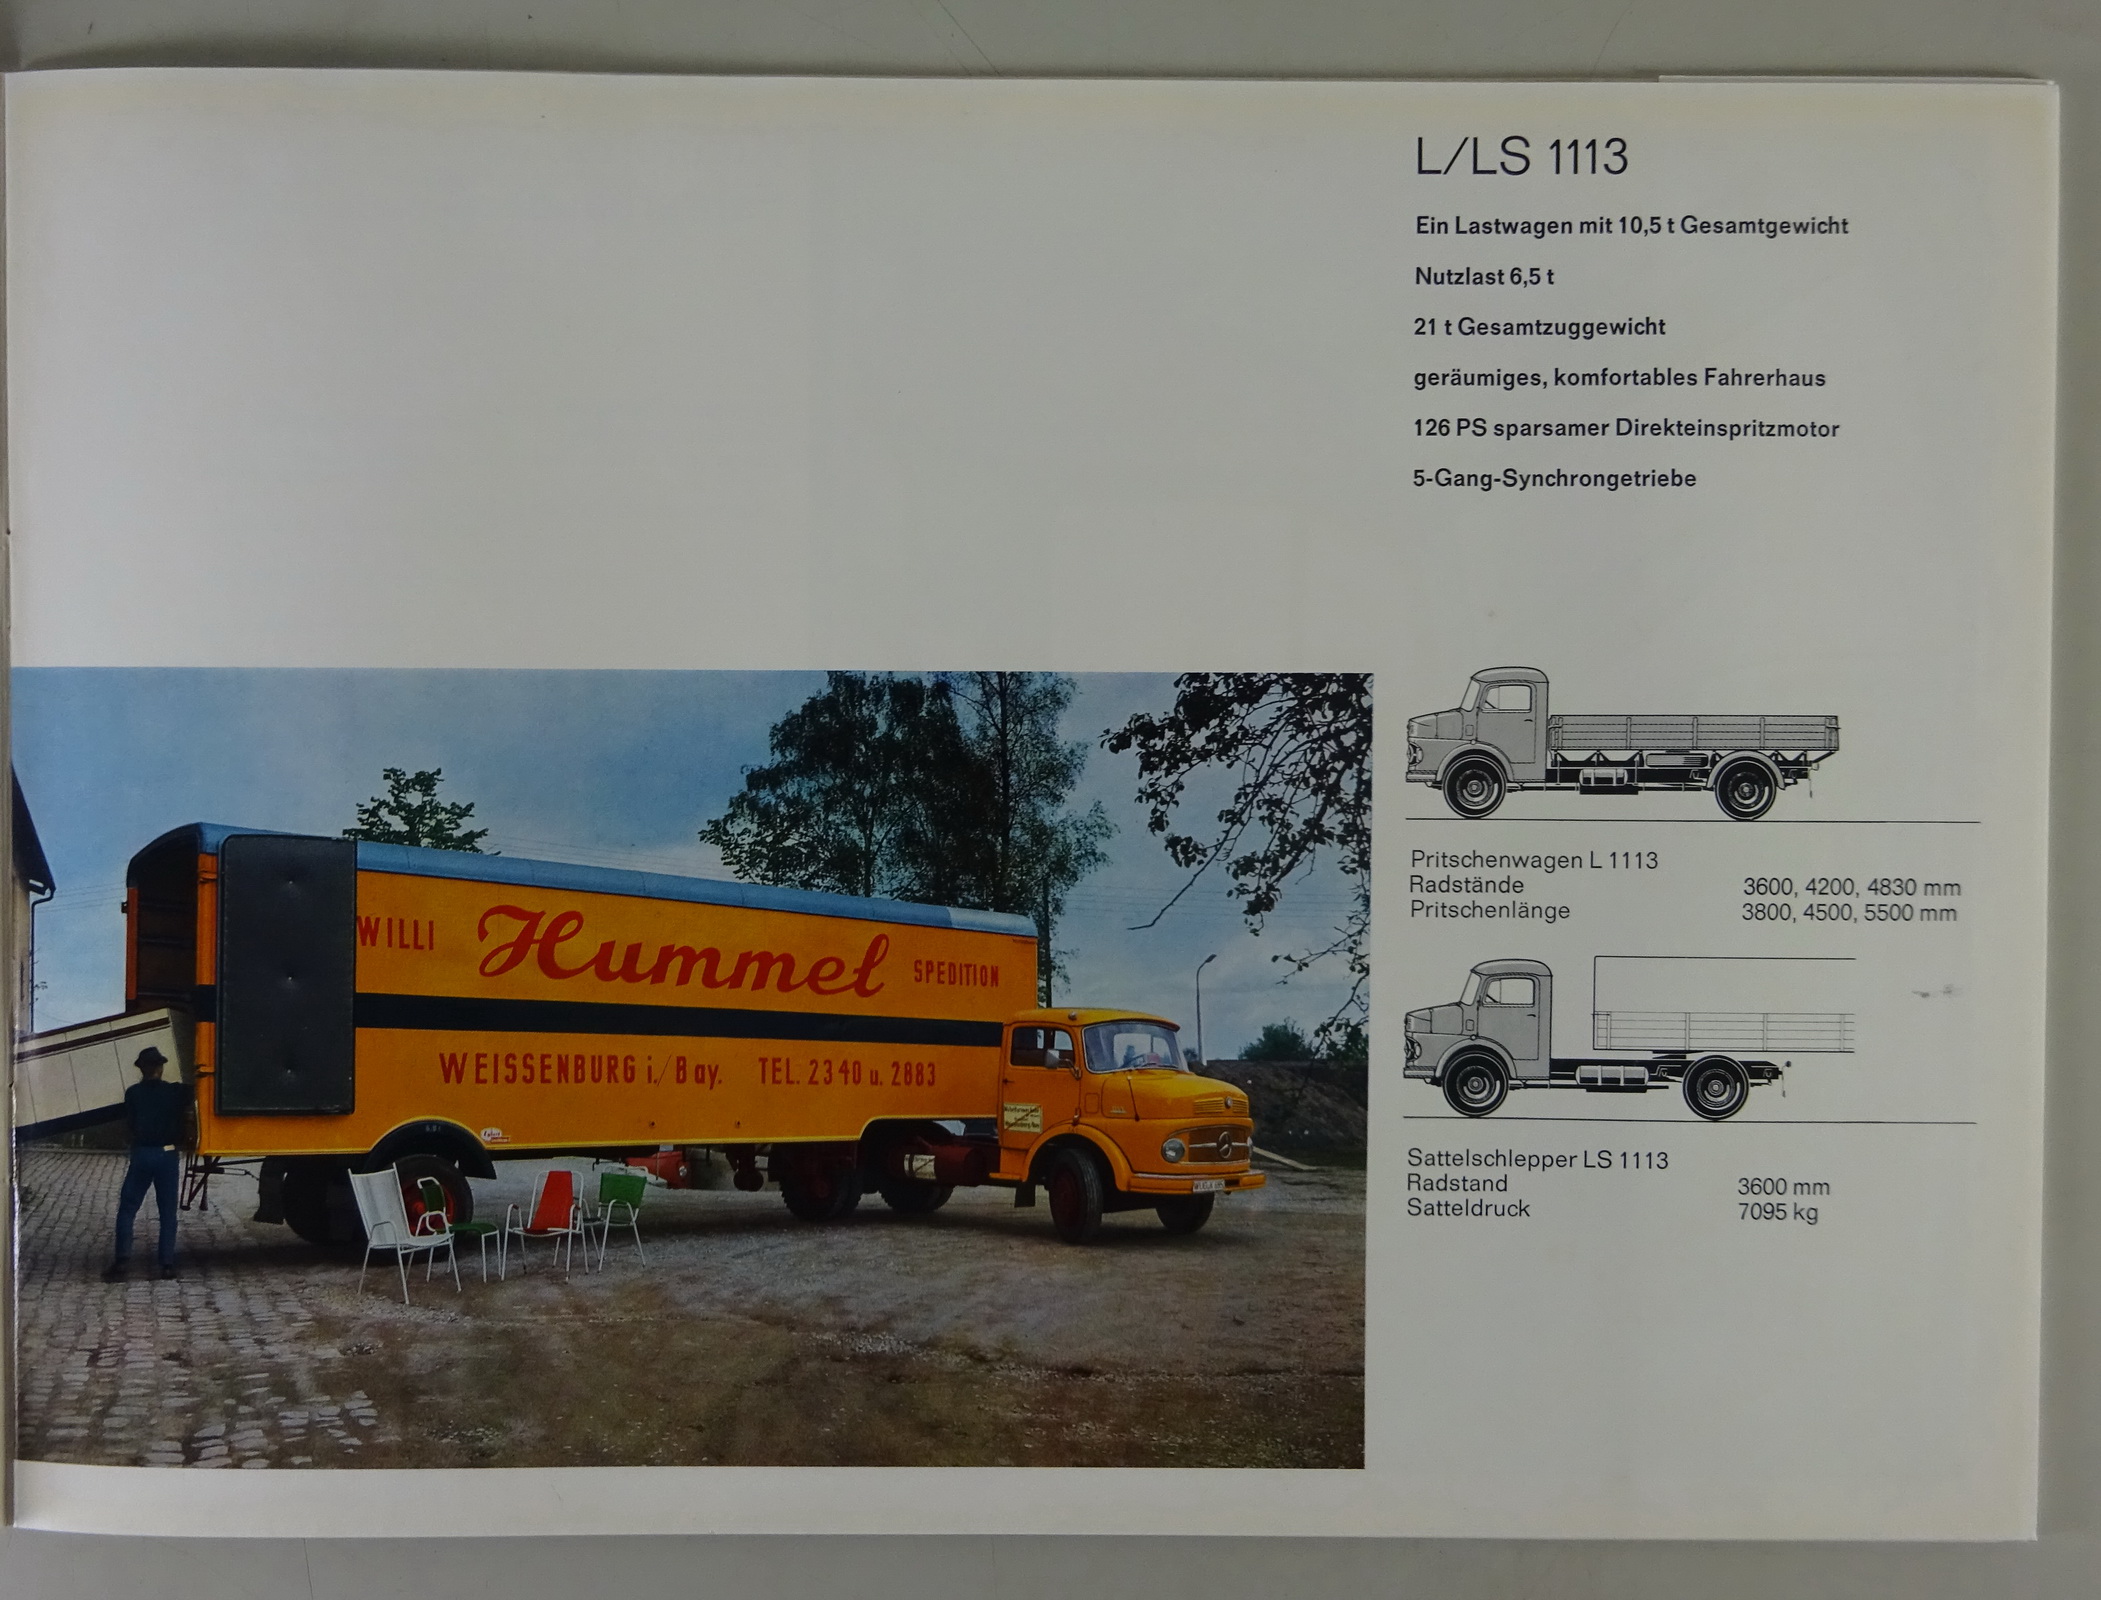 L/LS 1113
Ein Lastwagen mit 10,5 t Gesamtgewicht
Nutzlast 6,5 t
21 t Gesamtzuggewicht
geräumiges, komfortables Fahrerhaus
126 PS sparsamer Direkteinspritzmotor
5-Gang-Synchrongetriebe
WILLI Hummel SPEDITION
WEISSENBURG i./Bay. TEL. 2340 u. 2883
Pritschenwagen L 1113
Radstände 3600, 4200, 4830 mm
Pritschenlänge 3800, 4500, 5500 mm
Sattelschlepper LS 1113
Radstand 3600 mm
Satteldruck 7095 kg